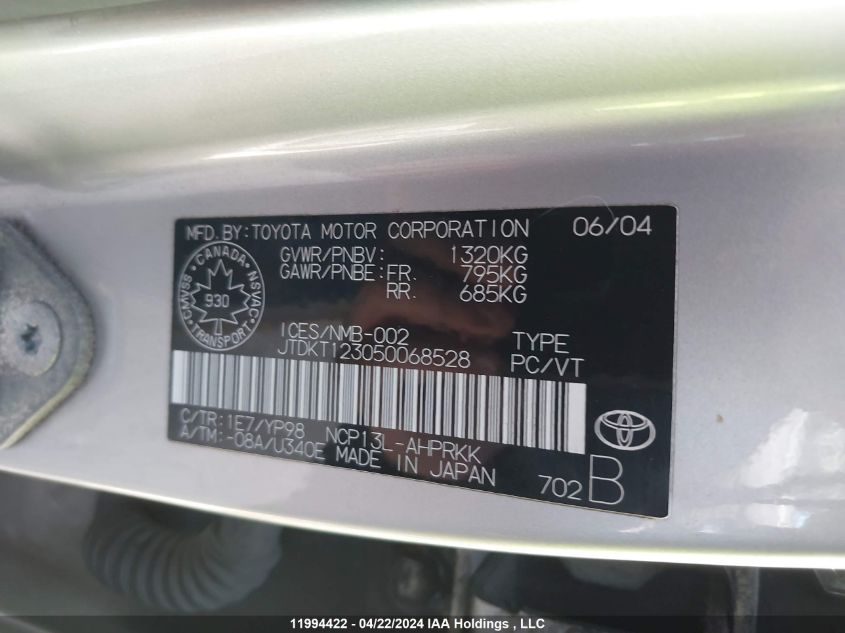 MFD.BY:TOYOTA MOTOR CORPORATION 06/04
GVWR/PNBV: 1320KG
GAWR/PNBE:FR. 795KG
RR. 685KG
CANADA
CMVSS NSVAC
930
TRANSPORT
ICES/NMB-002 TYPE
JTDKT123050068528 PC/VT
C/TR:1E7/YP98 NCP13L-AHPRKK
A/TM:-08A/U340E MADE IN JAPAN
702 B
11994422 - 04/22/2024 IAA Holdings , LLC